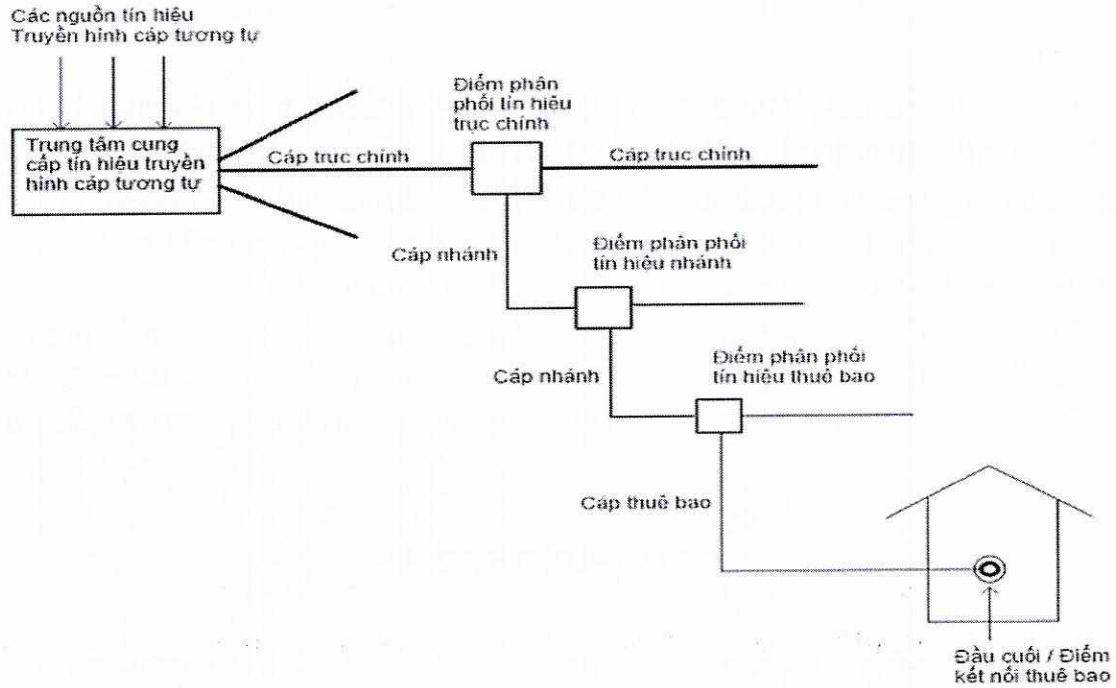 Các nguồn tín hiệu
Truyền hình cáp tương tự
Điểm phân
phối tín hiệu
trục chính
Trung tâm cung
cấp tín hiệu truyền
hình cáp tương tự
Cáp trục chính
Cáp trục chính
Cáp nhánh
Điểm phân phối
tín hiệu nhánh
Cáp nhánh
Điểm phân phối
tín hiệu thuê bao
Cáp thuê bao
Đầu cuối / Điểm
kết nối thuê bao